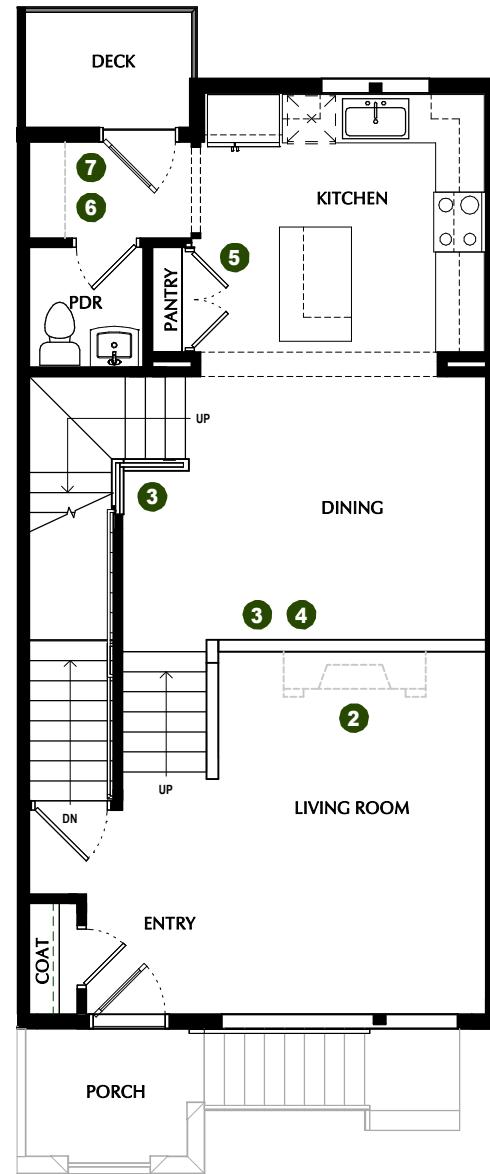 DECK
7
6
KITCHEN
5
PDR
PANTRY
UP
3
DINING
3 4
2
UP
LIVING ROOM
DN
ENTRY
COAT
PORCH